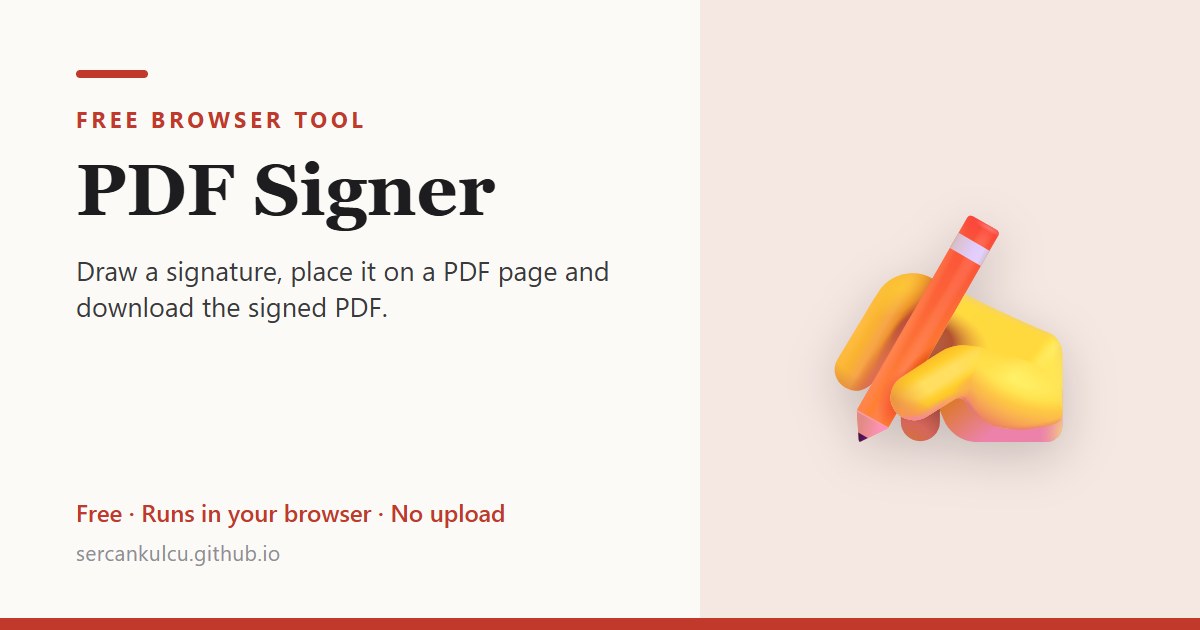 FREE BROWSER TOOL
PDF Signer
Draw a signature, place it on a PDF page and
download the signed PDF.
Free · Runs in your browser · No upload
sercankulcu.github.io